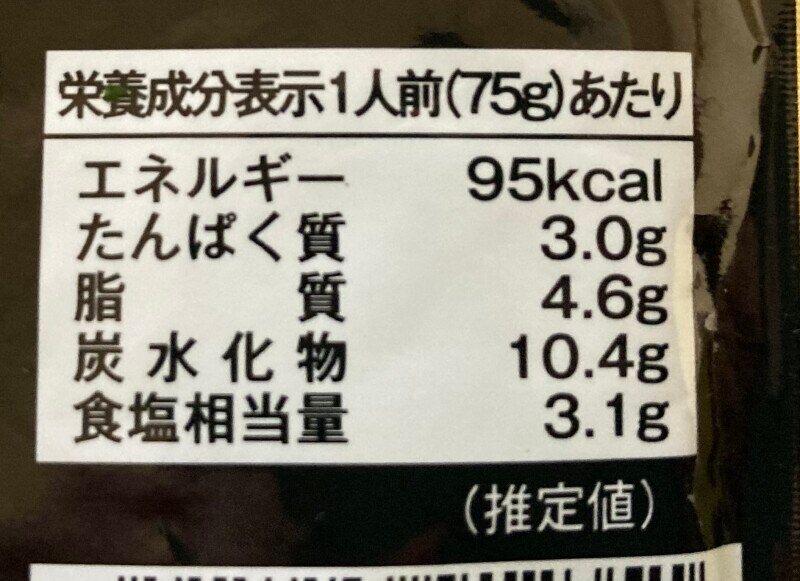 栄養成分表示1人前(75g)あたり
エネルギー 95kcal
たんぱく質 3.0g
脂質 4.6g
炭水化物 10.4g
食塩相当量 3.1g
(推定値)